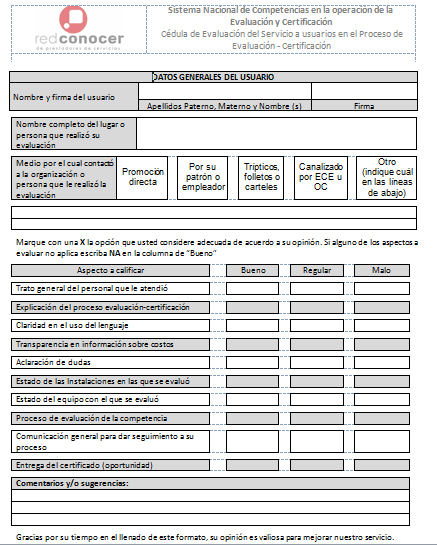 redconocer
de prestadores de servicios
Sistema Nacional de Competencias en la operación de la
Evaluación y Certificación
Cédula de Evaluación del Servicio a usuarios en el Proceso de
Evaluación - Certificación
DATOS GENERALES DEL USUARIO
Nombre y firma del usuario
Apellidos Paterno, Materno y Nombre (s)
Firma
Nombre completo del lugar o
persona que realizó su
evaluación
Medio por el cual contactó
a la organización o
persona que le realizó la
evaluación
Promoción
directa
Por su
patrón o
empleador
Trípticos,
folletos o
carteles
Canalizado
por ECE u
OC
Otro
(indique cuál
en las líneas
de abajo)
Marque con una X la opción que usted considere adecuada de acuerdo a su opinión. Si alguno de los aspectos a
evaluar no aplica escriba NA en la columna de "Bueno"
Aspecto a calificar Bueno Regular Malo
Trato general del personal que le atendió
Explicación del proceso evaluación-certificación
Claridad en el uso del lenguaje
Transparencia en información sobre costos
Aclaración de dudas
Estado de las Instalaciones en las que se evaluó
Estado del equipo con el que se evaluó
Proceso de evaluación de la competencia
Comunicación general para dar seguimiento a su
proceso
Entrega del certificado (oportunidad)
Comentarios y/o sugerencias:
Gracias por su tiempo en el llenado de este formato, su opinión es valiosa para mejorar nuestro servicio.